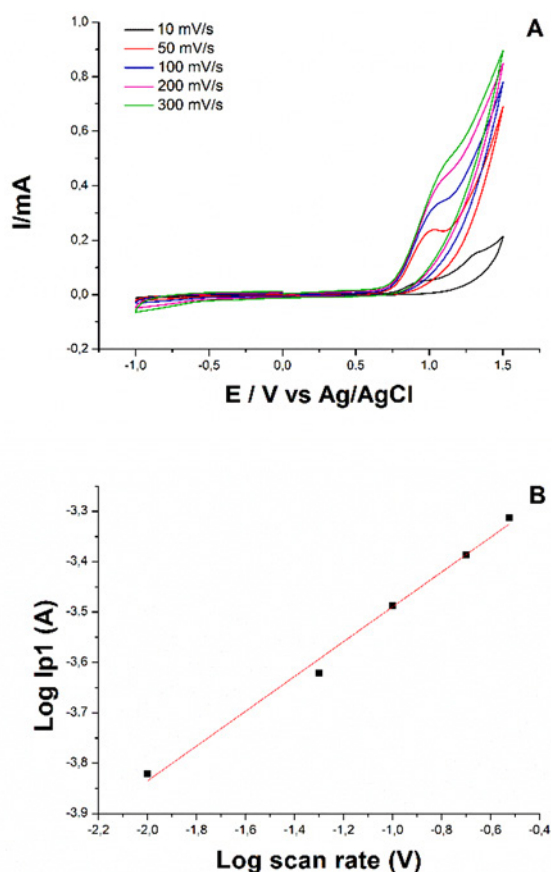 A
10 mV/s
50 mV/s
100 mV/s
200 mV/s
300 mV/s
I/mA
1,0
0,8
0,6
0,4
0,2
0,0
-0,2
-1,0 -0,5 0,0 0,5 1,0 1,5
E / V vs Ag/AgCl
B
Log Ip1 (A)
-3,3
-3,4
-3,5
-3,6
-3,7
-3,8
-3,9
-2,2 -2,0 -1,8 -1,6 -1,4 -1,2 -1,0 -0,8 -0,6 -0,4
Log scan rate (V)